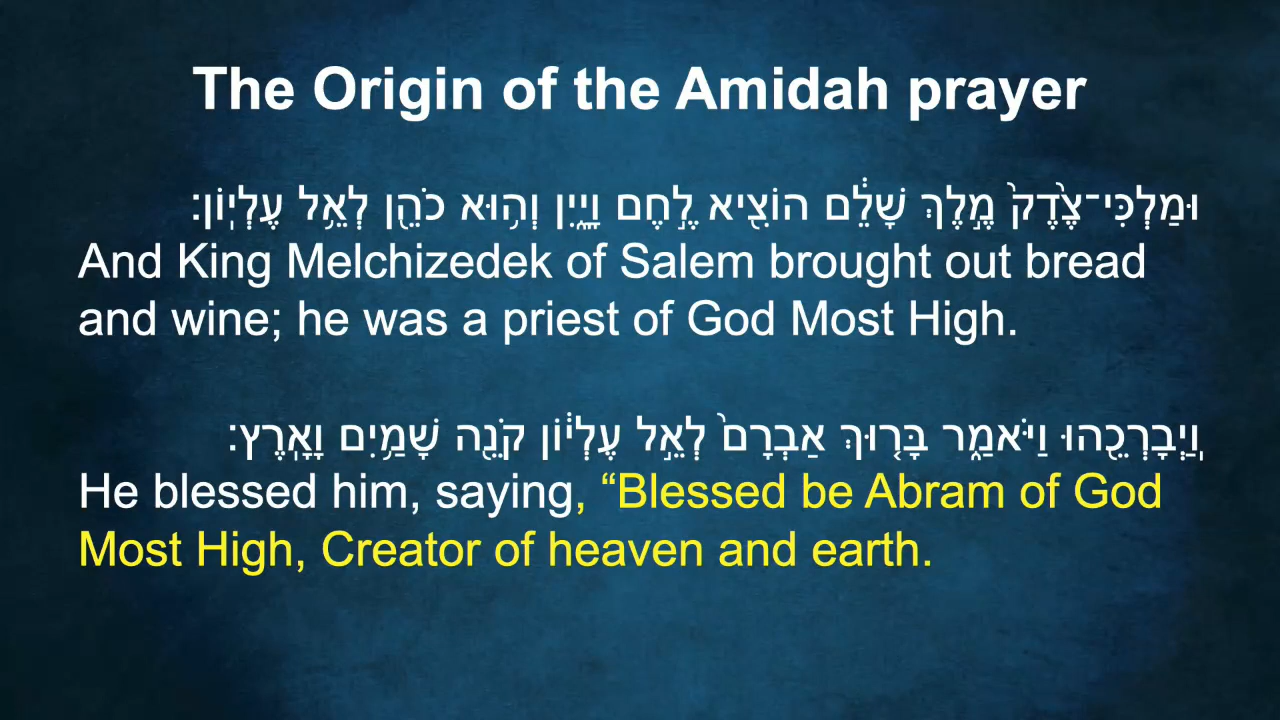 The Origin of the Amidah prayer
וּמַלְכִּי־צֶ֙דֶק֙ מֶ֣לֶךְ שָׁלֵ֔ם הוֹצִ֖יא לֶ֣חֶם וָיָ֑יִן וְה֥וּא כֹהֵ֖ן לְאֵ֥ל עֶלְיֽוֹן׃
And King Melchizedek of Salem brought out bread
and wine; he was a priest of God Most High.
וַֽיְבָרְכֵ֖הוּ וַיֹּאמַ֑ר בָּר֤וּךְ אַבְרָם֙ לְאֵ֣ל עֶלְי֔וֹן קֹנֵ֖ה שָׁמַ֥יִם וָאָֽרֶץ׃
He blessed him, saying, “Blessed be Abram of God
Most High, Creator of heaven and earth.